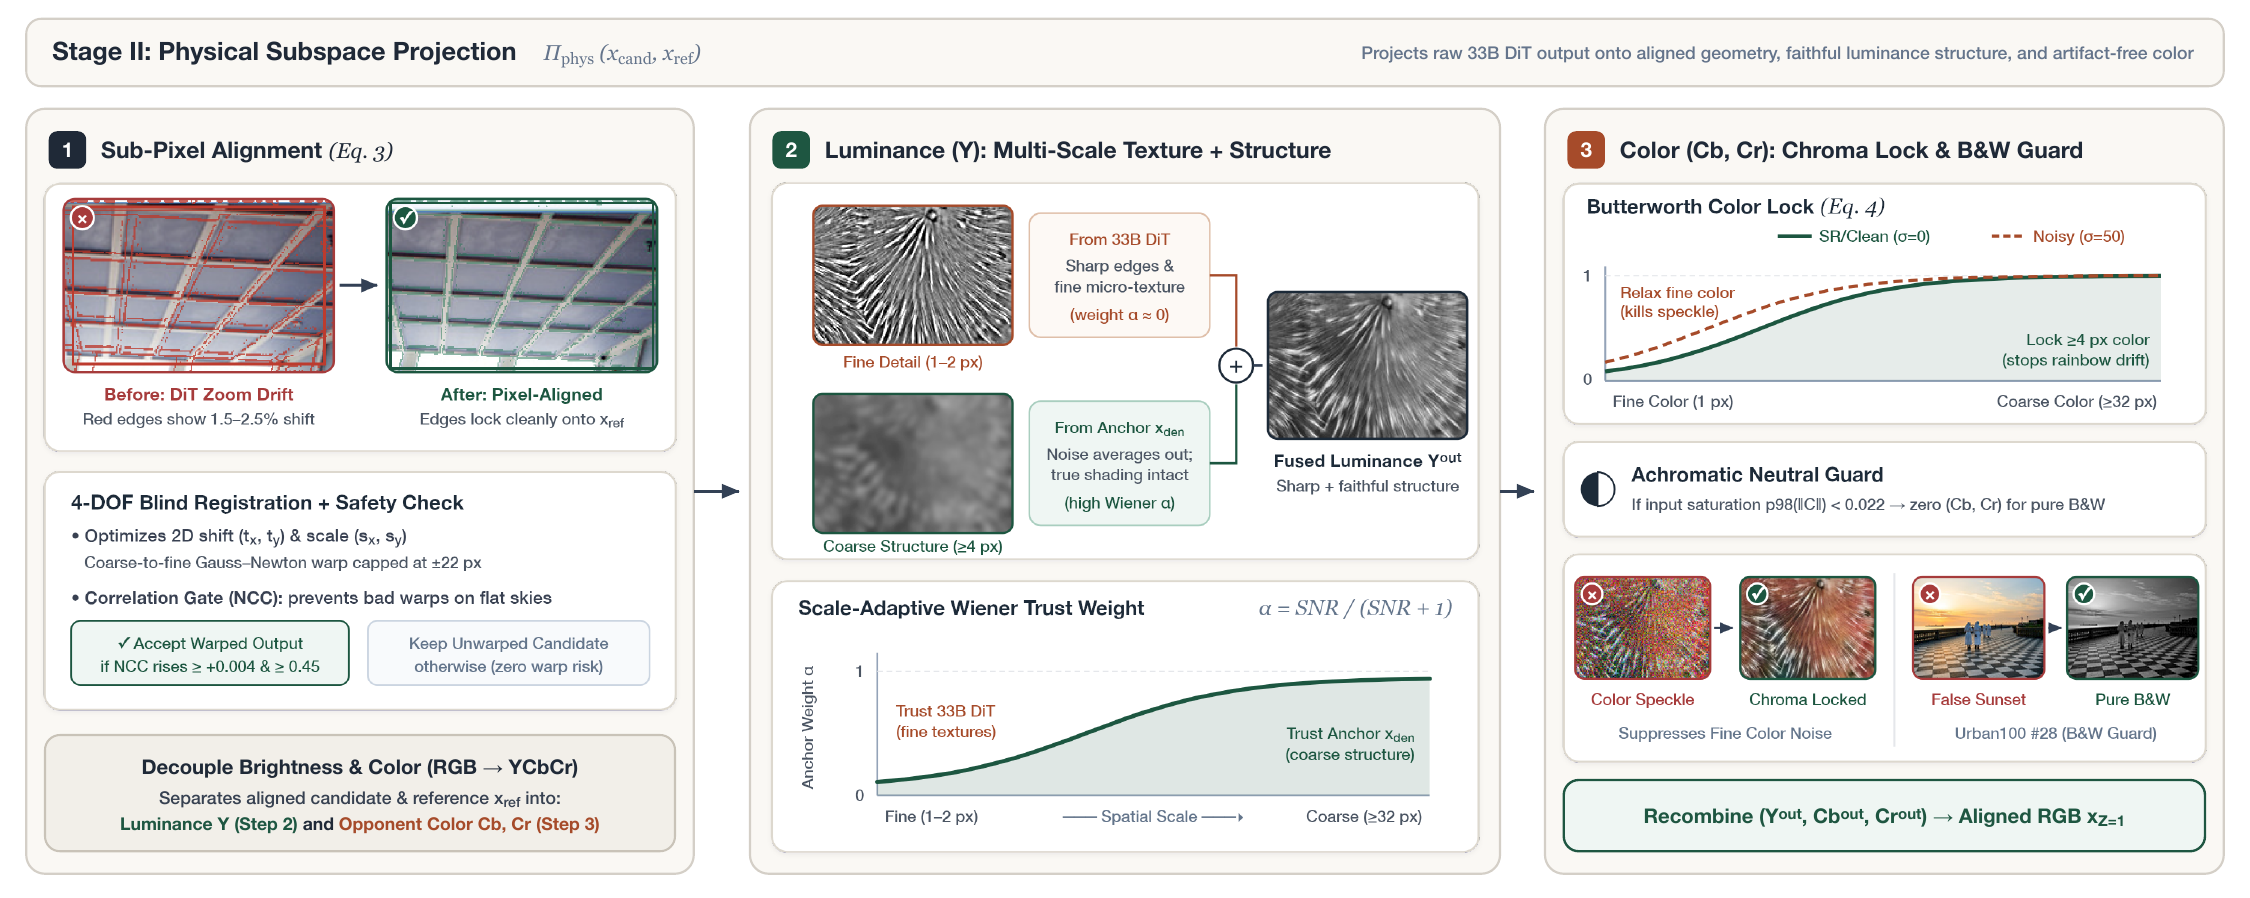 Stage II: Physical Subspace Projection Πphys (xcand, xref)
Projects raw 33B DiT output onto aligned geometry, faithful luminance structure, and artifact-free color
1 Sub-Pixel Alignment (Eq. 3)
Before: DiT Zoom Drift
Red edges show 1.5–2.5% shift
After: Pixel-Aligned
Edges lock cleanly onto xref
4-DOF Blind Registration + Safety Check
• Optimizes 2D shift (tx, ty) & scale (sx, sy)
Coarse-to-fine Gauss–Newton warp capped at ±22 px
• Correlation Gate (NCC): prevents bad warps on flat skies
✓ Accept Warped Output
if NCC rises ≥ +0.004 & ≥ 0.45
Keep Unwarped Candidate
otherwise (zero warp risk)
Decouple Brightness & Color (RGB → YCbCr)
Separates aligned candidate & reference xref into:
Luminance Y (Step 2) and Opponent Color Cb, Cr (Step 3)
2 Luminance (Y): Multi-Scale Texture + Structure
Fine Detail (1–2 px)
From 33B DiT
Sharp edges &
fine micro-texture
(weight α ≈ 0)
Coarse Structure (≥4 px)
From Anchor xden
Noise averages out;
true shading intact
(high Wiener α)
+
Fused Luminance Yout
Sharp + faithful structure
Scale-Adaptive Wiener Trust Weight
α = SNR / (SNR + 1)
Anchor Weight α
1
0
Trust 33B DiT
(fine textures)
Trust Anchor xden
(coarse structure)
Fine (1–2 px)
Spatial Scale
Coarse (≥32 px)
3 Color (Cb, Cr): Chroma Lock & B&W Guard
Butterworth Color Lock (Eq. 4)
SR/Clean (σ=0)
Noisy (σ=50)
1
0
Relax fine color
(kills speckle)
Lock ≥4 px color
(stops rainbow drift)
Fine Color (1 px)
Coarse Color (≥32 px)
Achromatic Neutral Guard
If input saturation p98(‖C‖) < 0.022 → zero (Cb, Cr) for pure B&W
Color Speckle
Chroma Locked
Suppresses Fine Color Noise
False Sunset
Pure B&W
Urban100 #28 (B&W Guard)
Recombine (Yout, Cbout, Crout) → Aligned RGB xZ=1